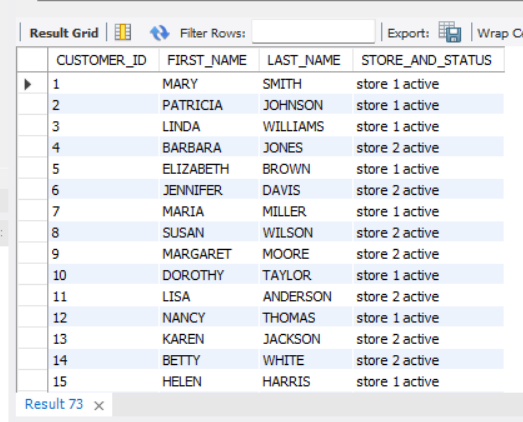 Result Grid Filter Rows: Export: Wrap C
CUSTOMER_ID FIRST_NAME LAST_NAME STORE_AND_STATUS
1 MARY SMITH store 1 active
2 PATRICIA JOHNSON store 1 active
3 LINDA WILLIAMS store 1 active
4 BARBARA JONES store 2 active
5 ELIZABETH BROWN store 1 active
6 JENNIFER DAVIS store 2 active
7 MARIA MILLER store 1 active
8 SUSAN WILSON store 2 active
9 MARGARET MOORE store 2 active
10 DOROTHY TAYLOR store 1 active
11 LISA ANDERSON store 2 active
12 NANCY THOMAS store 1 active
13 KAREN JACKSON store 2 active
14 BETTY WHITE store 2 active
15 HELEN HARRIS store 1 active
Result 73